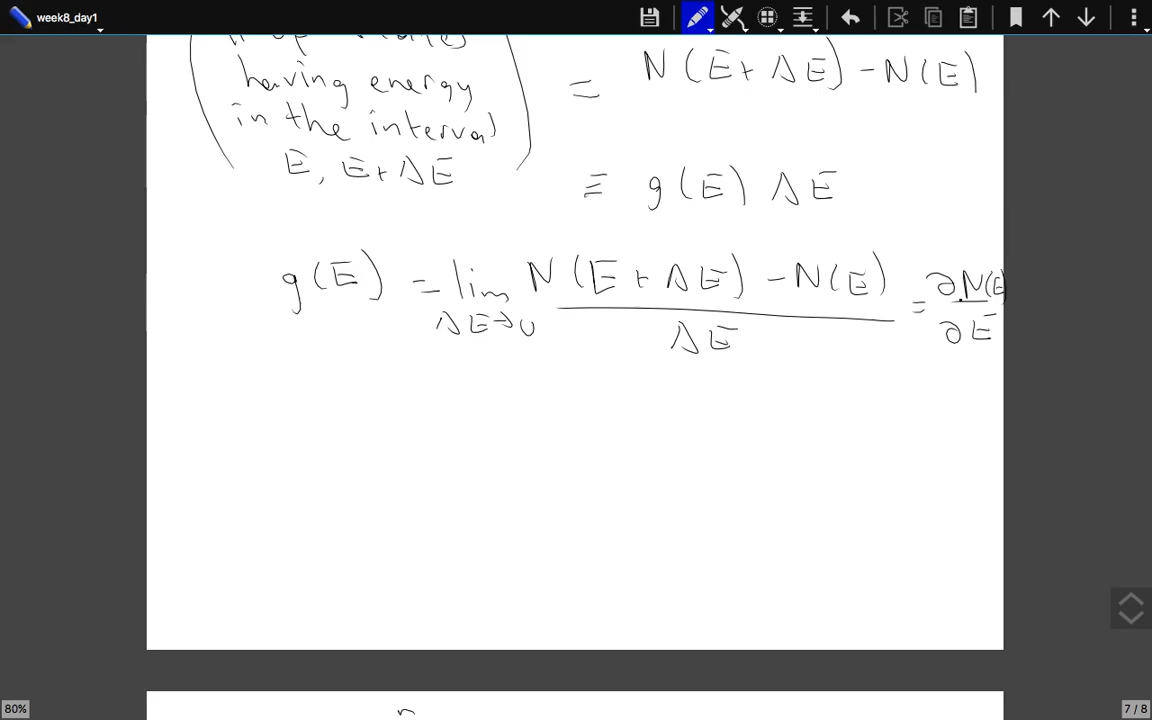 week8_day1
having energy
in the interval
E, E+ΔE
= N(E+ΔE) - N(E)
≡ g(E) ΔE
g(E) = lim ΔE→0 N(E+ΔE) - N(E) / ΔE = ∂N(E) / ∂E
80%
7 / 8